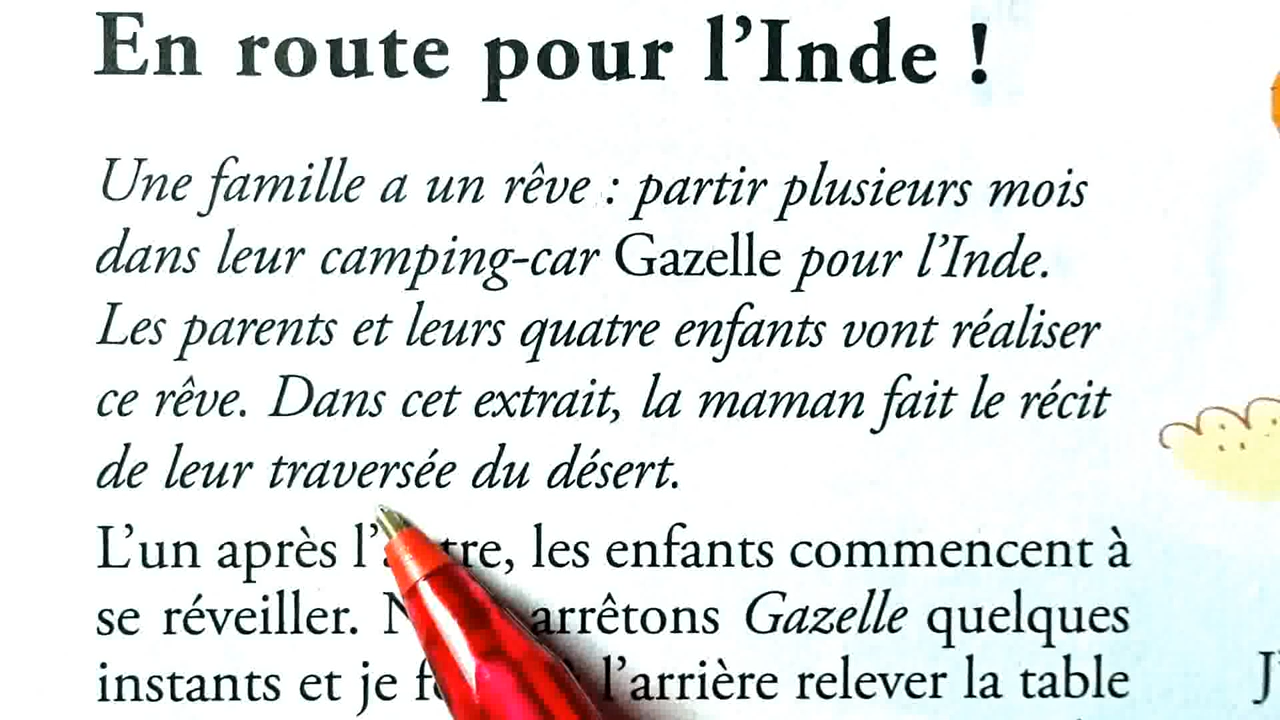 En route pour l'Inde !
Une famille a un rêve : partir plusieurs mois
dans leur camping-car Gazelle pour l'Inde.
Les parents et leurs quatre enfants vont réaliser
ce rêve. Dans cet extrait, la maman fait le récit
de leur traversée du désert.
L'un après les enfants commencent à
se réveiller. arrêtons Gazelle quelques
instants et je l'arrière relever la table